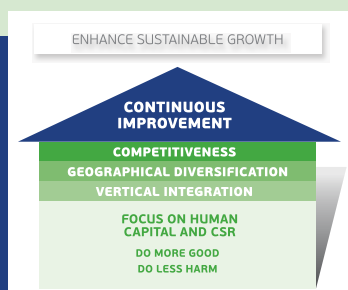 ENHANCE SUSTAINABLE GROWTH
CONTINUOUS
IMPROVEMENT
COMPETITIVENESS
GEOGRAPHICAL DIVERSIFICATION
VERTICAL INTEGRATION
FOCUS ON HUMAN
CAPITAL AND CSR
DO MORE GOOD
DO LESS HARM